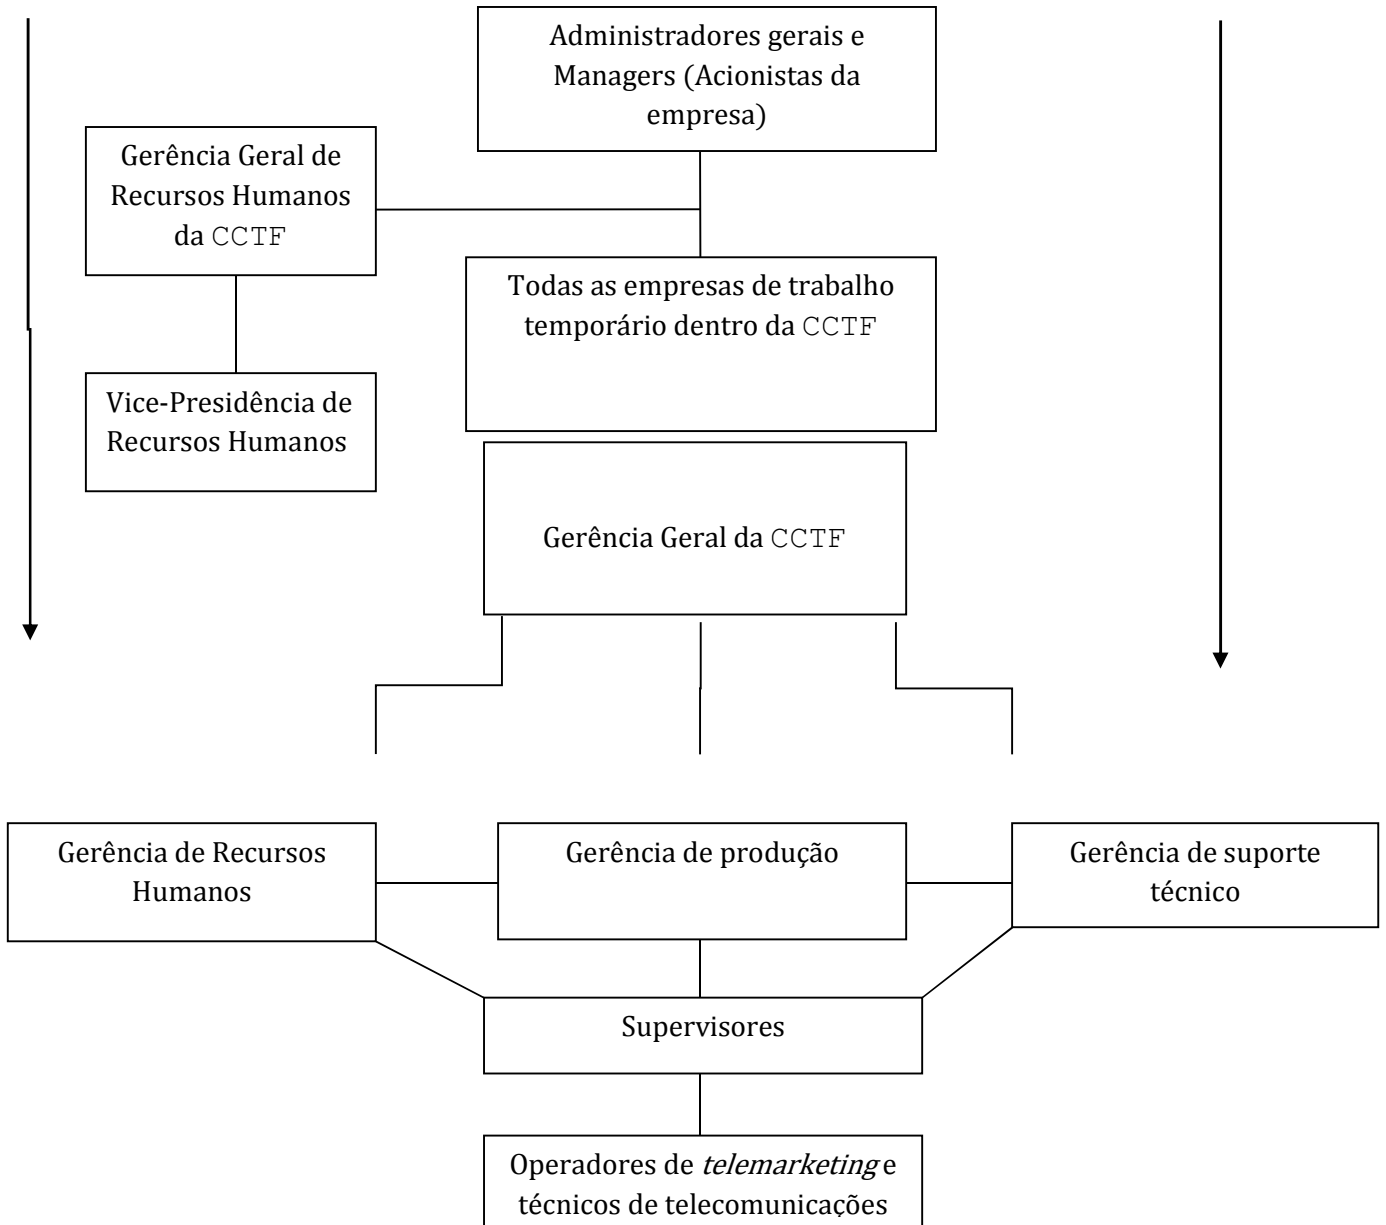 Administradores gerais e
Managers (Acionistas da
empresa)
Gerência Geral de
Recursos Humanos
da CCTF
Todas as empresas de trabalho
temporário dentro da CCTF
Vice-Presidência de
Recursos Humanos
Gerência Geral da CCTF
Gerência de Recursos
Humanos
Gerência de produção
Gerência de suporte
técnico
Supervisores
Operadores de telemarketing e
técnicos de telecomunicações